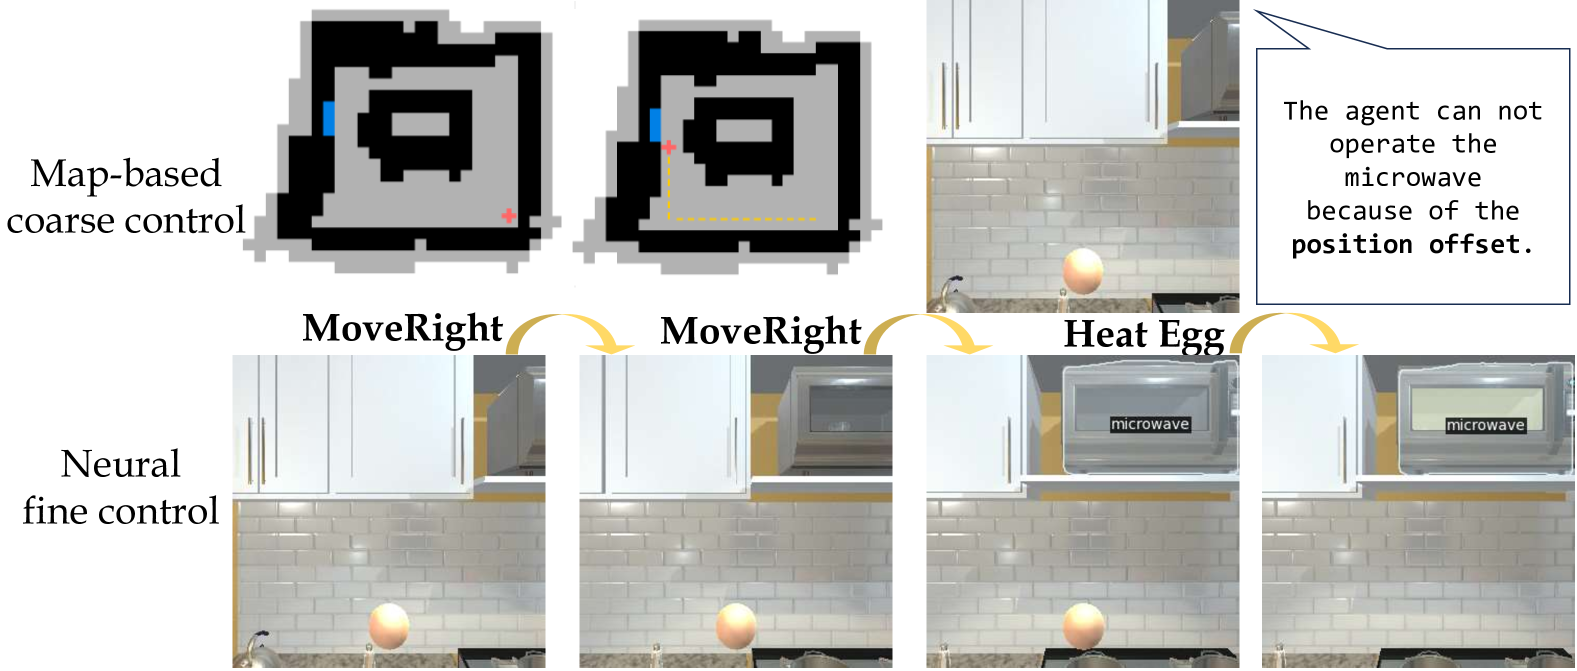 Map-based
coarse control
The agent can not
operate the
microwave
because of the
position offset.
MoveRight
MoveRight
Heat Egg
Neural
fine control
microwave
microwave